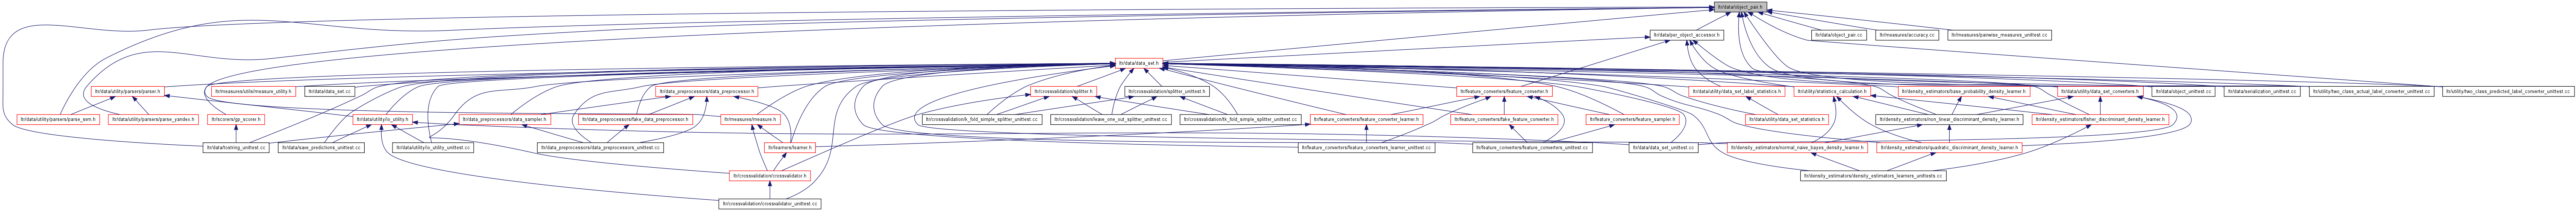 ltr/data/object_pair.h
ltr/data/per_object_accessor.h
ltr/data/object_pair.cc
ltr/measures/accuracy.cc
ltr/measures/pairwise_measures_unittest.cc
ltr/data/data_set.h
ltr/data/utility/parsers/parser.h
ltr/measures/utils/measure_utility.h
ltr/data/data_set.cc
ltr/data_preprocessors/data_preprocessor.h
ltr/crossvalidation/splitter.h
ltr/crossvalidation/splitter_unittest.h
ltr/feature_converters/feature_converter.h
ltr/data/utility/data_set_label_statistics.h
ltr/utility/statistics_calculation.h
ltr/density_estimators/base_probability_density_learner.h
ltr/data/utility/data_set_converters.h
ltr/data/object_unittest.cc
ltr/data/serialization_unittest.cc
ltr/utility/two_class_actual_label_converter_unittest.cc
ltr/utility/two_class_predicted_label_converter_unittest.cc
ltr/data/utility/parsers/parse_svm.h
ltr/data/utility/parsers/parse_yandex.h
ltr/scorers/gp_scorer.h
ltr/data/utility/io_utility.h
ltr/data_preprocessors/data_sampler.h
ltr/data_preprocessors/fake_data_preprocessor.h
ltr/measures/measure.h
ltr/crossvalidation/k_fold_simple_splitter_unittest.cc
ltr/crossvalidation/leave_one_out_splitter_unittest.cc
ltr/crossvalidation/tk_fold_simple_splitter_unittest.cc
ltr/feature_converters/feature_converter_learner.h
ltr/feature_converters/fake_feature_converter.h
ltr/feature_converters/feature_sampler.h
ltr/data/utility/data_set_statistics.h
ltr/density_estimators/non_linear_discriminant_density_learner.h
ltr/density_estimators/fisher_discriminant_density_learner.h
ltr/data/tostring_unittest.cc
ltr/data/save_predictions_unittest.cc
ltr/data/utility/io_utility_unittest.cc
ltr/data_preprocessors/data_preprocessors_unittest.cc
ltr/learners/learner.h
ltr/feature_converters/feature_converters_learner_unittest.cc
ltr/feature_converters/feature_converters_unittest.cc
ltr/data/data_set_unittest.cc
ltr/density_estimators/normal_naive_bayes_density_learner.h
ltr/density_estimators/quadratic_discriminant_density_learner.h
ltr/crossvalidation/crossvalidator.h
ltr/density_estimators/density_estimators_learners_unittests.cc
ltr/crossvalidation/crossvalidator_unittest.cc